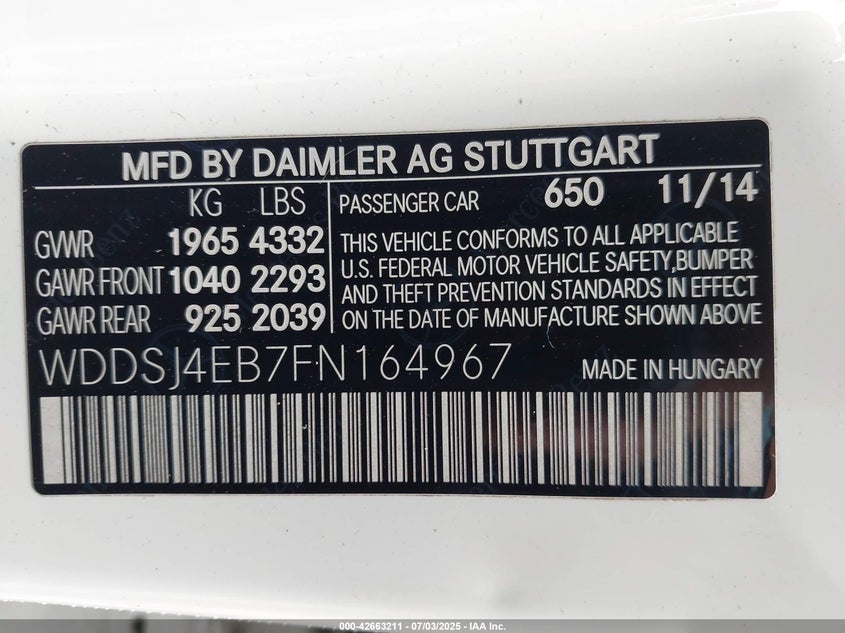 MFD BY DAIMLER AG STUTTGART
KG LBS
GVWR 1965 4332
GAWR FRONT 1040 2293
GAWR REAR 925 2039
PASSENGER CAR 650 11/14
THIS VEHICLE CONFORMS TO ALL APPLICABLE
U.S. FEDERAL MOTOR VEHICLE SAFETY,BUMPER
AND THEFT PREVENTION STANDARDS IN EFFECT
ON THE DATE OF MANUFACTURE SHOWN ABOVE
WDDSJ4EB7FN164967
MADE IN HUNGARY
000-42663211 - 07/03/2025 - IAA Inc.